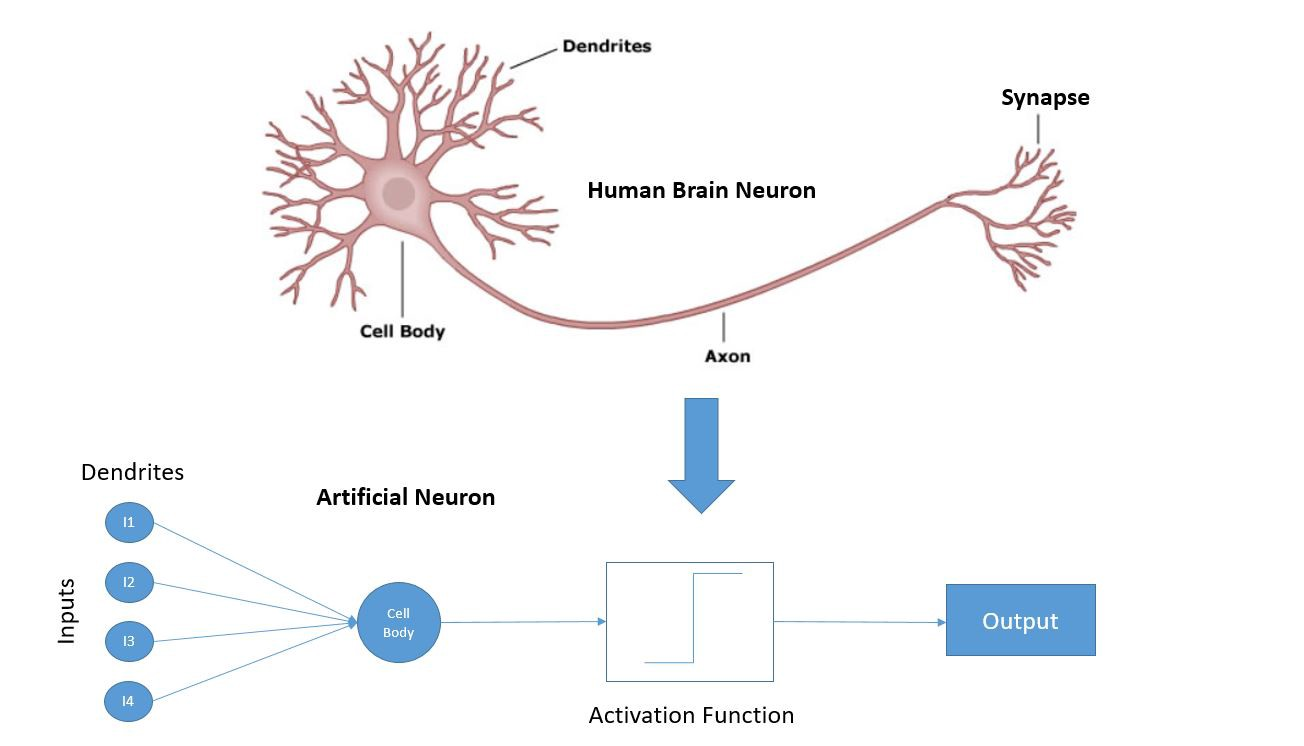 Dendrites
Synapse
Human Brain Neuron
Cell Body
Axon
Dendrites
Artificial Neuron
I1
I2
I3
I4
Inputs
Cell
Body
Output
Activation Function